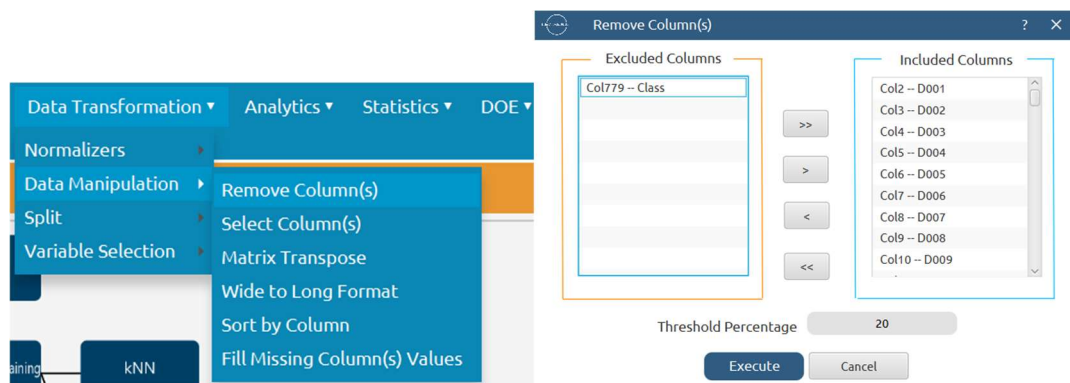 Data Transformation ▾ Analytics ▾ Statistics ▾ DOE ▾
Normalizers
Data Manipulation
Split
Variable Selection
Remove Column(s)
Select Column(s)
Matrix Transpose
Wide to Long Format
Sort by Column
Fill Missing Column(s) Values
kNN
Remove Column(s) ? ×
Excluded Columns
Col779 -- Class
>>
>
<
<<
Included Columns
Col2 -- D001
Col3 -- D002
Col4 -- D003
Col5 -- D004
Col6 -- D005
Col7 -- D006
Col8 -- D007
Col9 -- D008
Col10 -- D009
Threshold Percentage 20
Execute Cancel